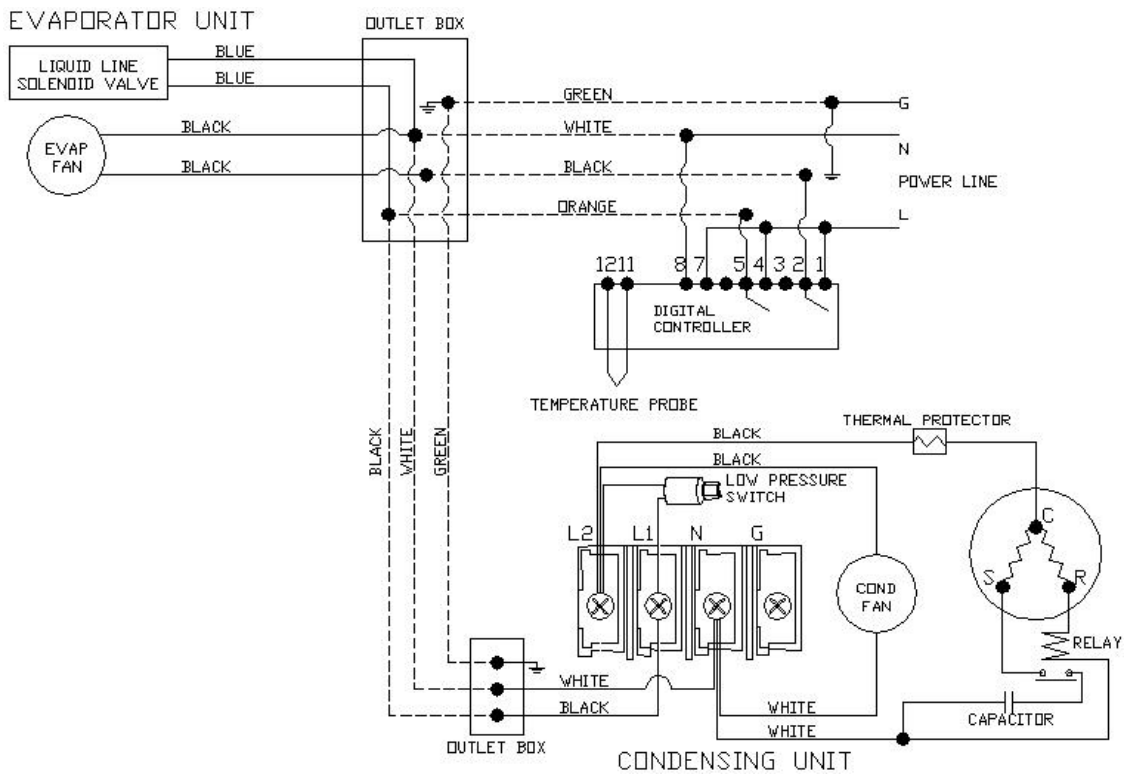 EVAPORATOR UNIT
OUTLET BOX
BLUE
LIQUID LINE
SOLENOID VALVE
BLUE
GREEN
G
BLACK
WHITE
N
EVAP
FAN
BLACK
BLACK
POWER LINE
ORANGE
L
12 11 8 7 5 4 3 2 1
DIGITAL
CONTROLLER
TEMPERATURE PROBE
THERMAL PROTECTOR
BLACK
BLACK
WHITE
GREEN
BLACK
LOW PRESSURE
SWITCH
L2 L1 N G
C
S
R
COND
FAN
RELAY
WHITE
BLACK
WHITE
CAPACITOR
WHITE
OUTLET BOX
CONDENSING UNIT